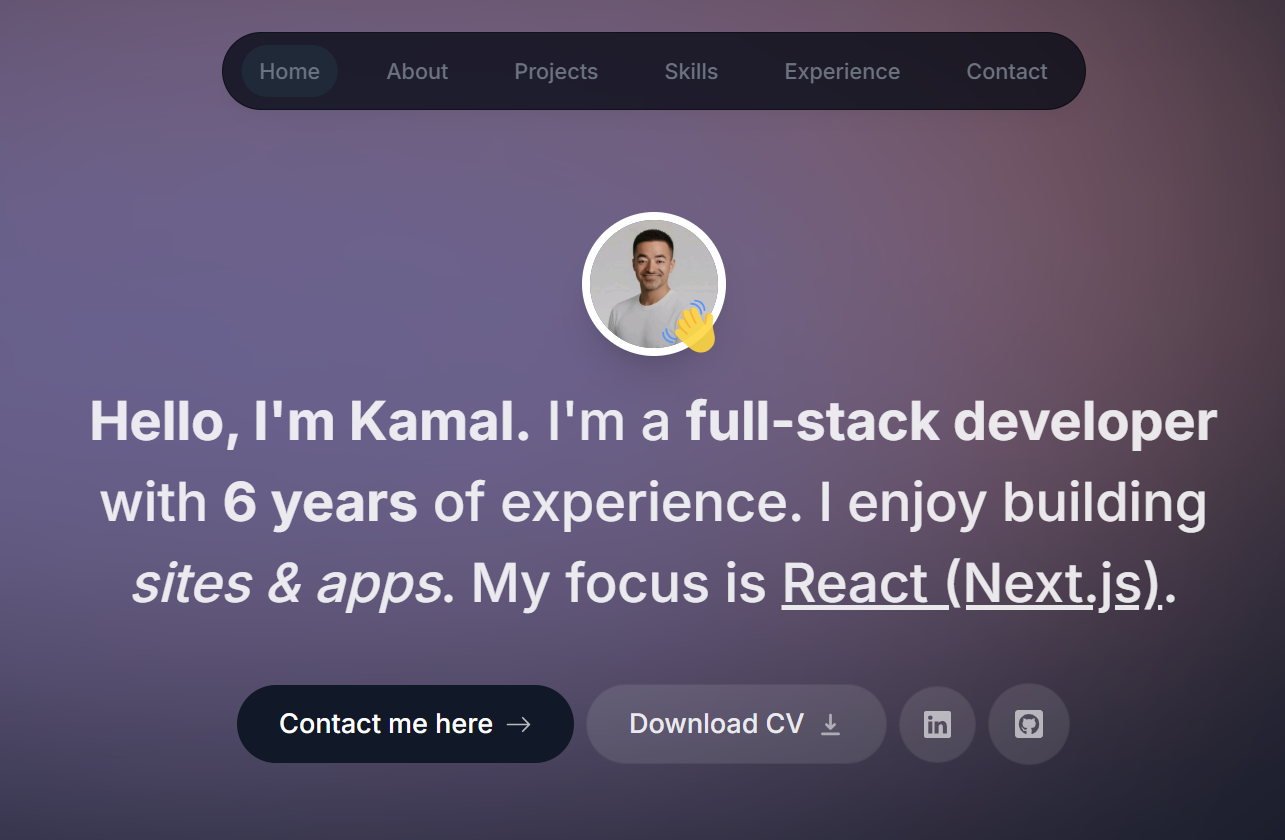 Home About Projects Skills Experience Contact
Hello, I'm Kamal. I'm a full-stack developer
with 6 years of experience. I enjoy building
sites & apps. My focus is React (Next.js).
Contact me here Download CV in